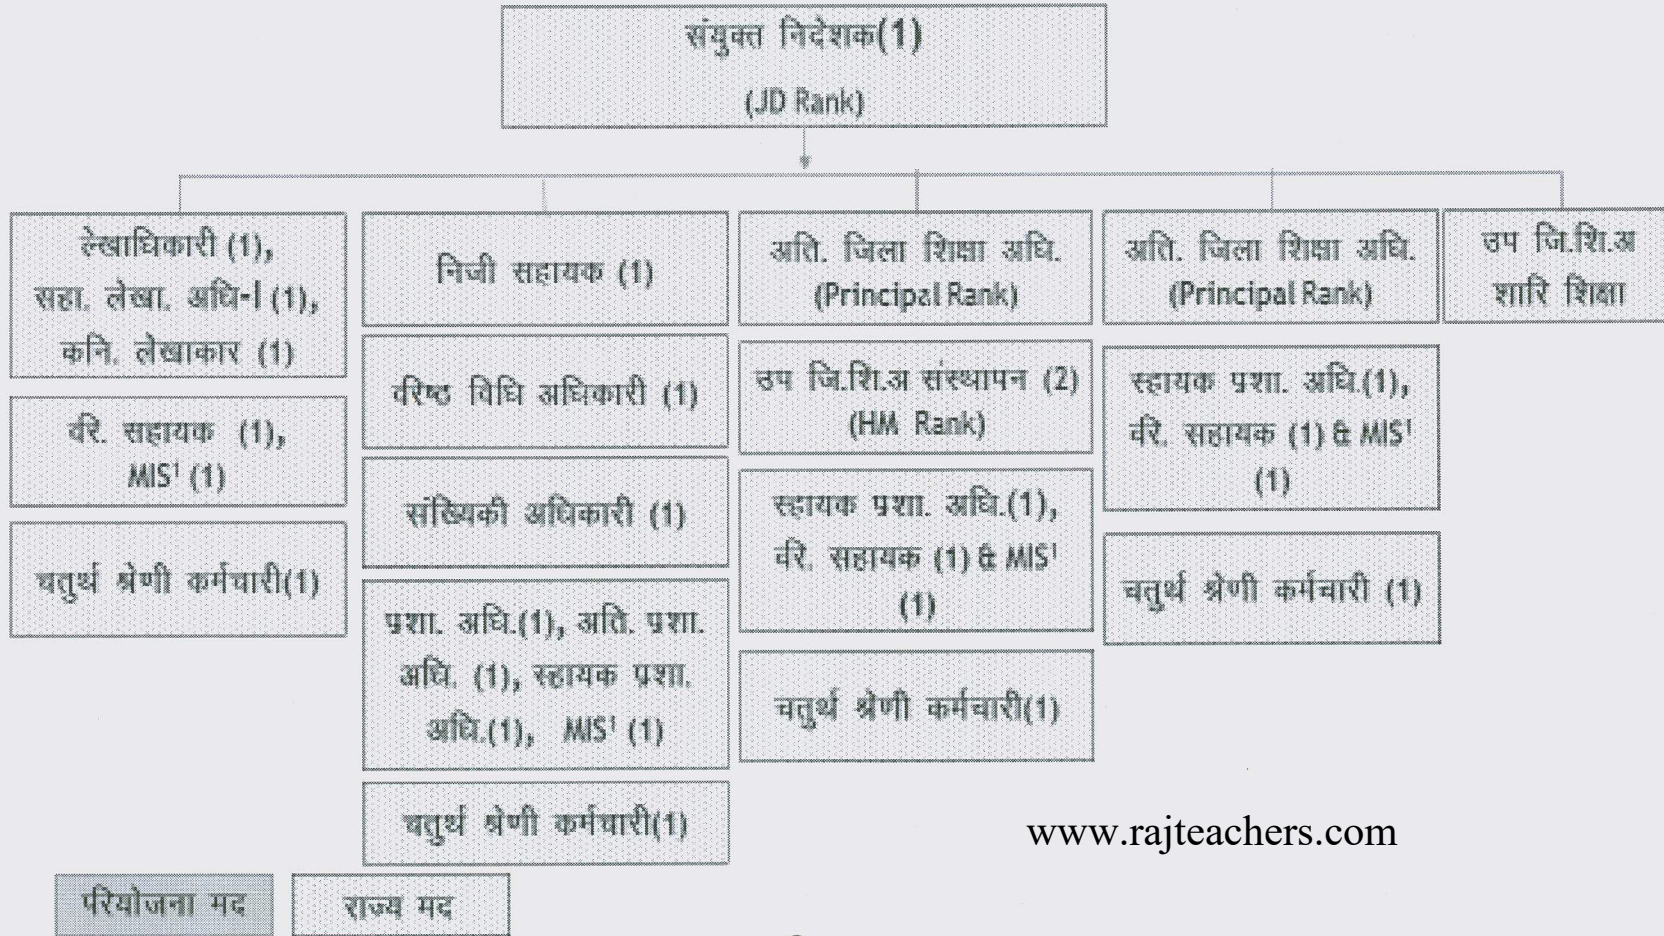 संयुक्त निदेशक(1)
(JD Rank)
लेखाधिकारी (1),
सहा. लेखा. अधि-I (1),
कनि. लेखाकार (1)
वरि. सहायक (1),
MIS¹ (1)
चतुर्थ श्रेणी कर्मचारी(1)
निजी सहायक (1)
वरिष्ठ विधि अधिकारी (1)
संख्यिकी अधिकारी (1)
प्रशा. अधि.(1), अति. प्रशा.
अधि. (1), स्हायक प्रशा.
अधि.(1), MIS¹ (1)
चतुर्थ श्रेणी कर्मचारी(1)
अति. जिला शिक्षा अधि.
(Principal Rank)
उप जि.शि.अ संस्थापन (2)
(HM Rank)
स्हायक प्रशा. अधि.(1),
वरि. सहायक (1) & MIS¹
(1)
चतुर्थ श्रेणी कर्मचारी(1)
अति. जिला शिक्षा अधि.
(Principal Rank)
स्हायक प्रशा. अधि.(1),
वरि. सहायक (1) & MIS¹
(1)
चतुर्थ श्रेणी कर्मचारी (1)
उप जि.शि.अ
शारि शिक्षा
www.rajteachers.com
परियोजना मद
राज्य मद